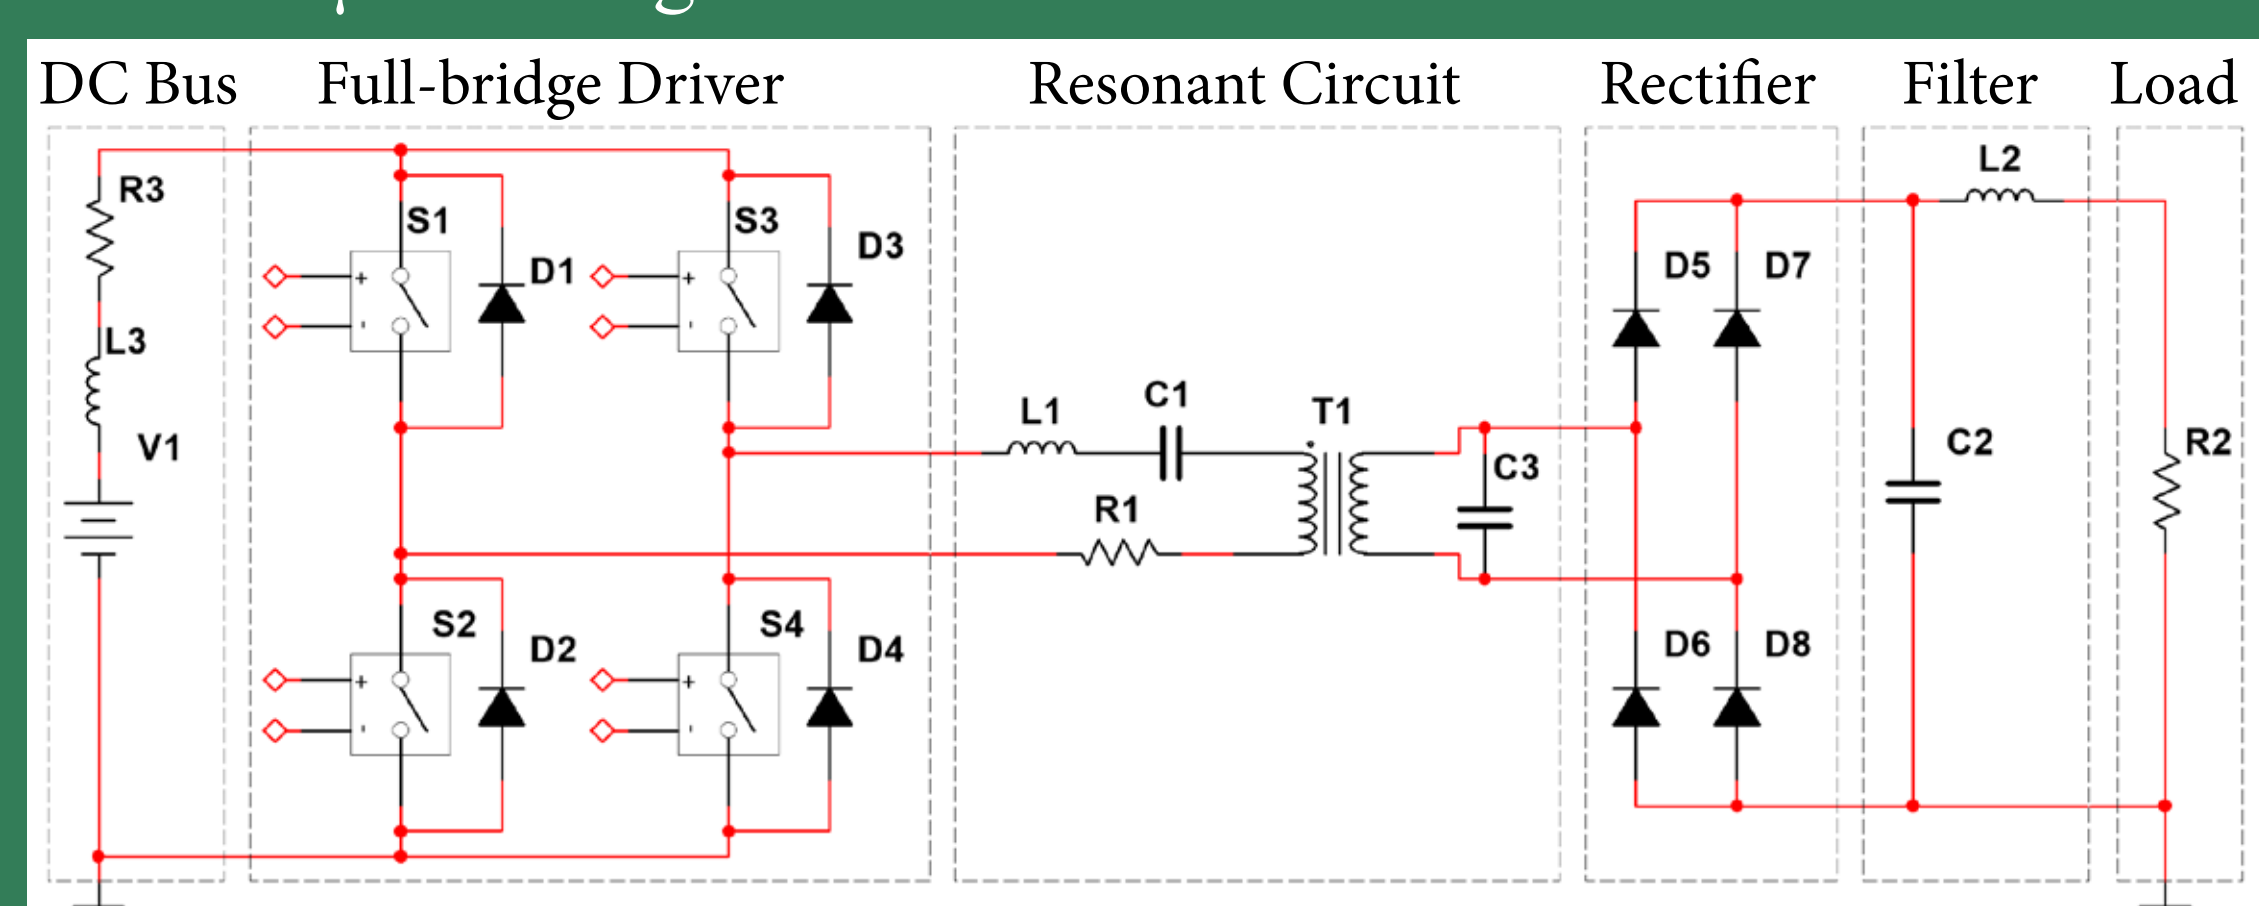 DC Bus Full-bridge Driver Resonant Circuit Rectifier Filter Load
L2
R3
S1 S3
D3
D5 D7
D1
+ +
L3
- -
C1
L1 T1
V1 C2 R2
C3
R1
S2 S4
D6 D8
D2 D4
+ +
- -